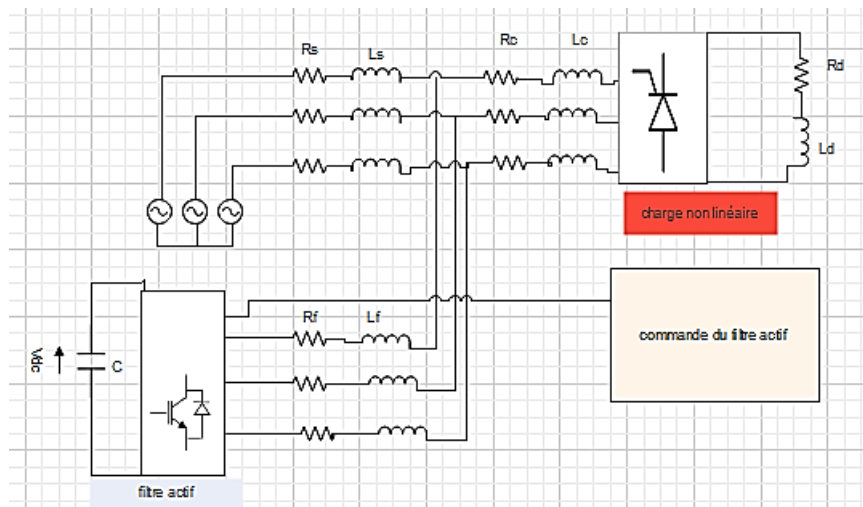 Rs
Ls
Rc
Lc
Rd
Ld
charge non linéaire
Rf
Lf
commande du filtre actif
Vdc
C
filtre actif